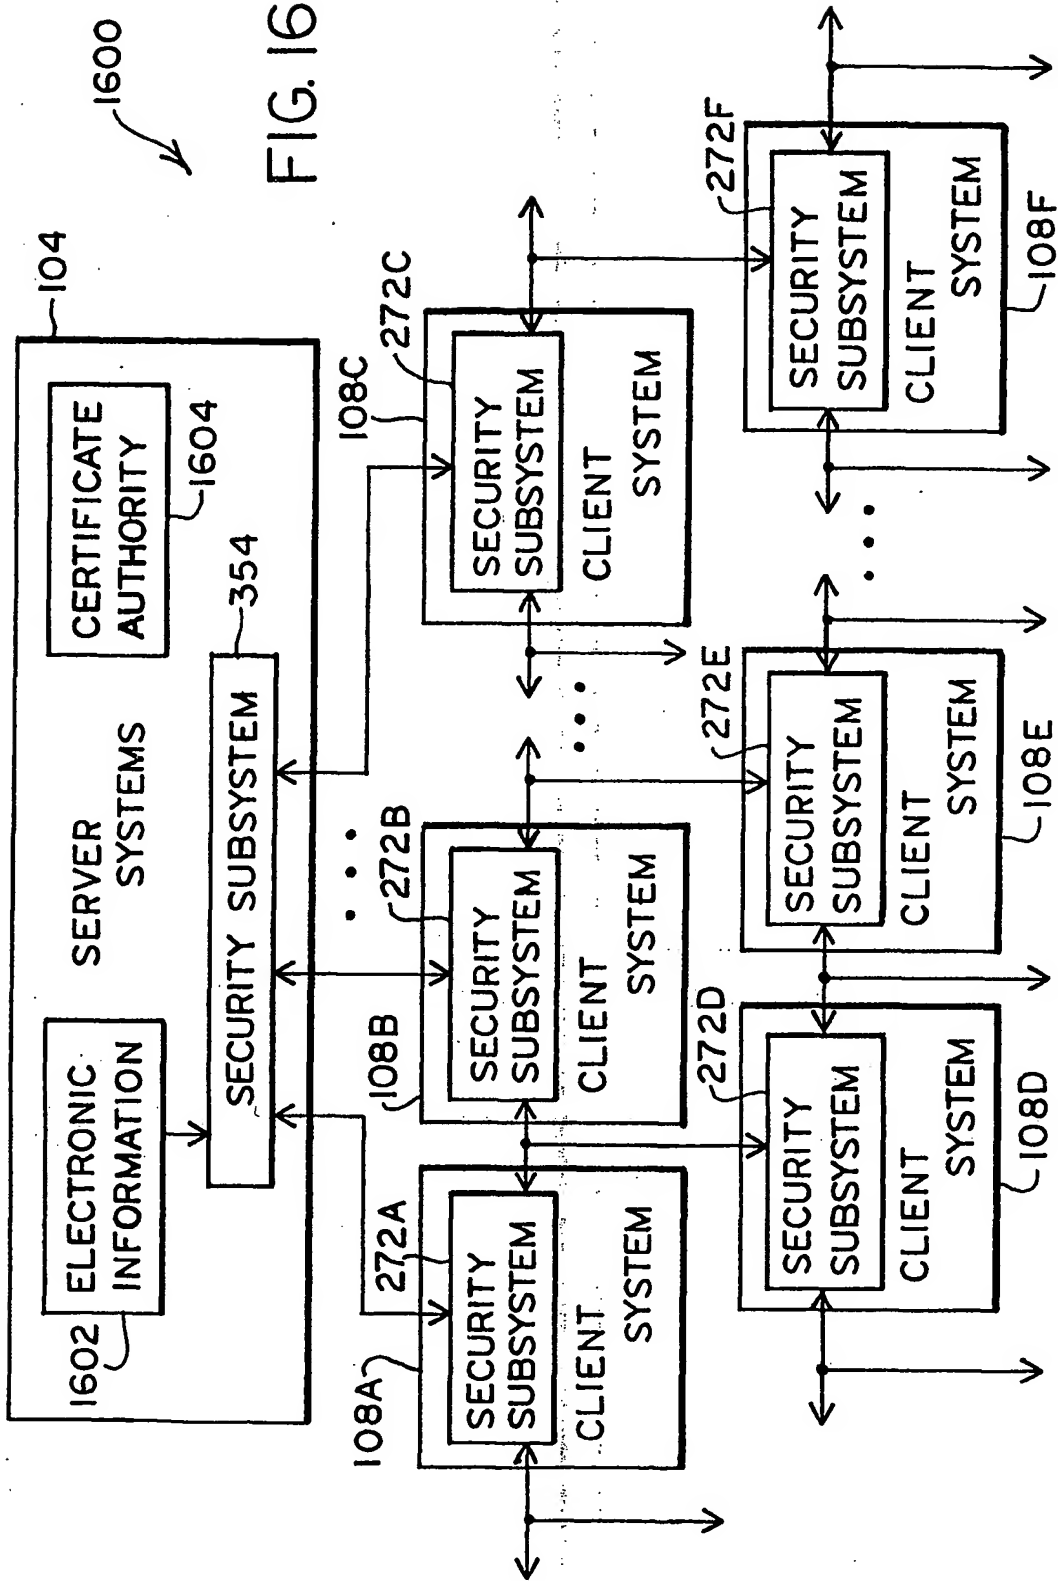 1600
FIG. 16
104
SERVER
SYSTEMS
ELECTRONIC
INFORMATION
1602
CERTIFICATE
AUTHORITY
1604
SECURITY SUBSYSTEM
354
108A
272A
SECURITY
SUBSYSTEM
CLIENT
SYSTEM
108B
272B
SECURITY
SUBSYSTEM
CLIENT
SYSTEM
108C
272C
SECURITY
SUBSYSTEM
CLIENT
SYSTEM
272D
SECURITY
SUBSYSTEM
CLIENT
SYSTEM
108D
272E
SECURITY
SUBSYSTEM
CLIENT
SYSTEM
108E
272F
SECURITY
SUBSYSTEM
CLIENT
SYSTEM
108F